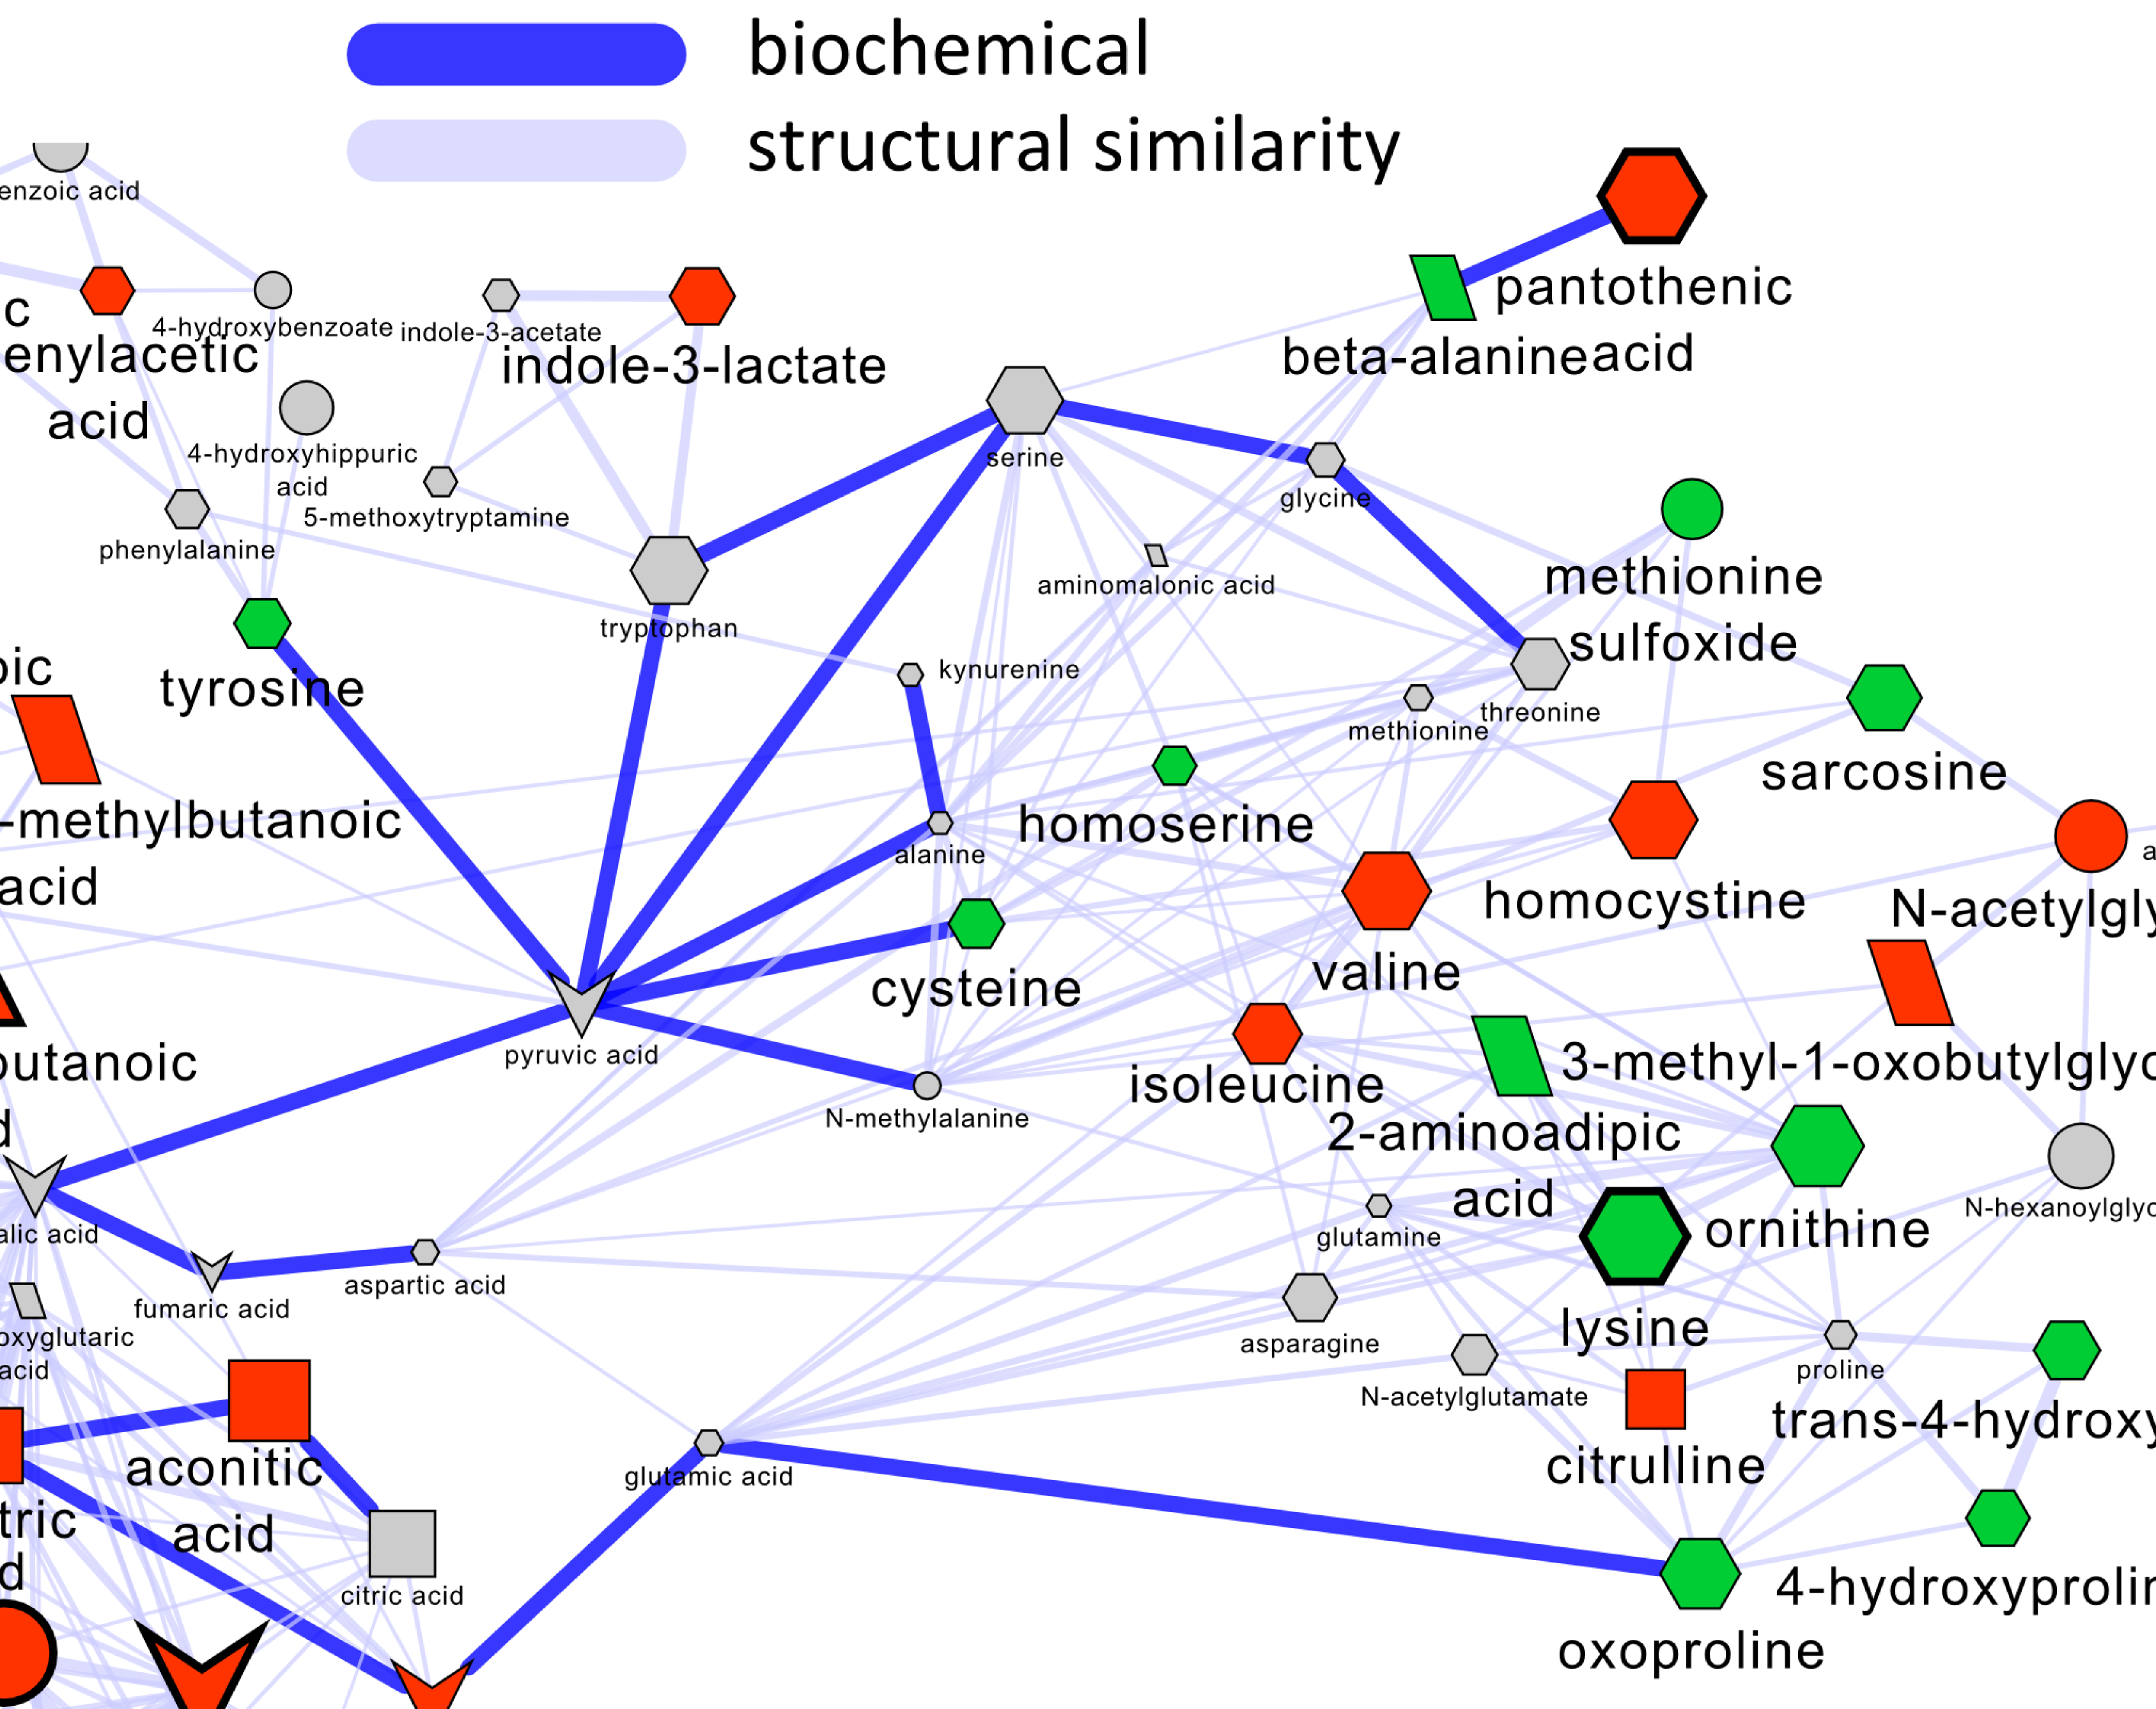 biochemical
structural similarity
enzoic acid
c
enylacetic
acid
4-hydroxybenzoate
indole-3-acetate
indole-3-lactate
pantothenic
acid
beta-alanine
4-hydroxyhippuric
acid
5-methoxytryptamine
phenylalanine
serine
glycine
aminomalonic acid
methionine
sulfoxide
tryptophan
tyrosine
kynurenine
methionine
threonine
sarcosine
oic
-methylbutanoic
acid
homoserine
alanine
homocystine
a
N-acetylgly
cysteine
valine
pyruvic acid
outanoic
d
isoleucine
3-methyl-1-oxobutylglyc
N-methylalanine
2-aminoadipic
acid
N-hexanoylglyc
alic acid
glutamine
ornithine
aspartic acid
fumaric acid
oxyglutaric
acid
asparagine
lysine
proline
N-acetylglutamate
trans-4-hydroxy
aconitic
acid
citrulline
glutamic acid
tric
d
citric acid
4-hydroxyprolin
oxoproline